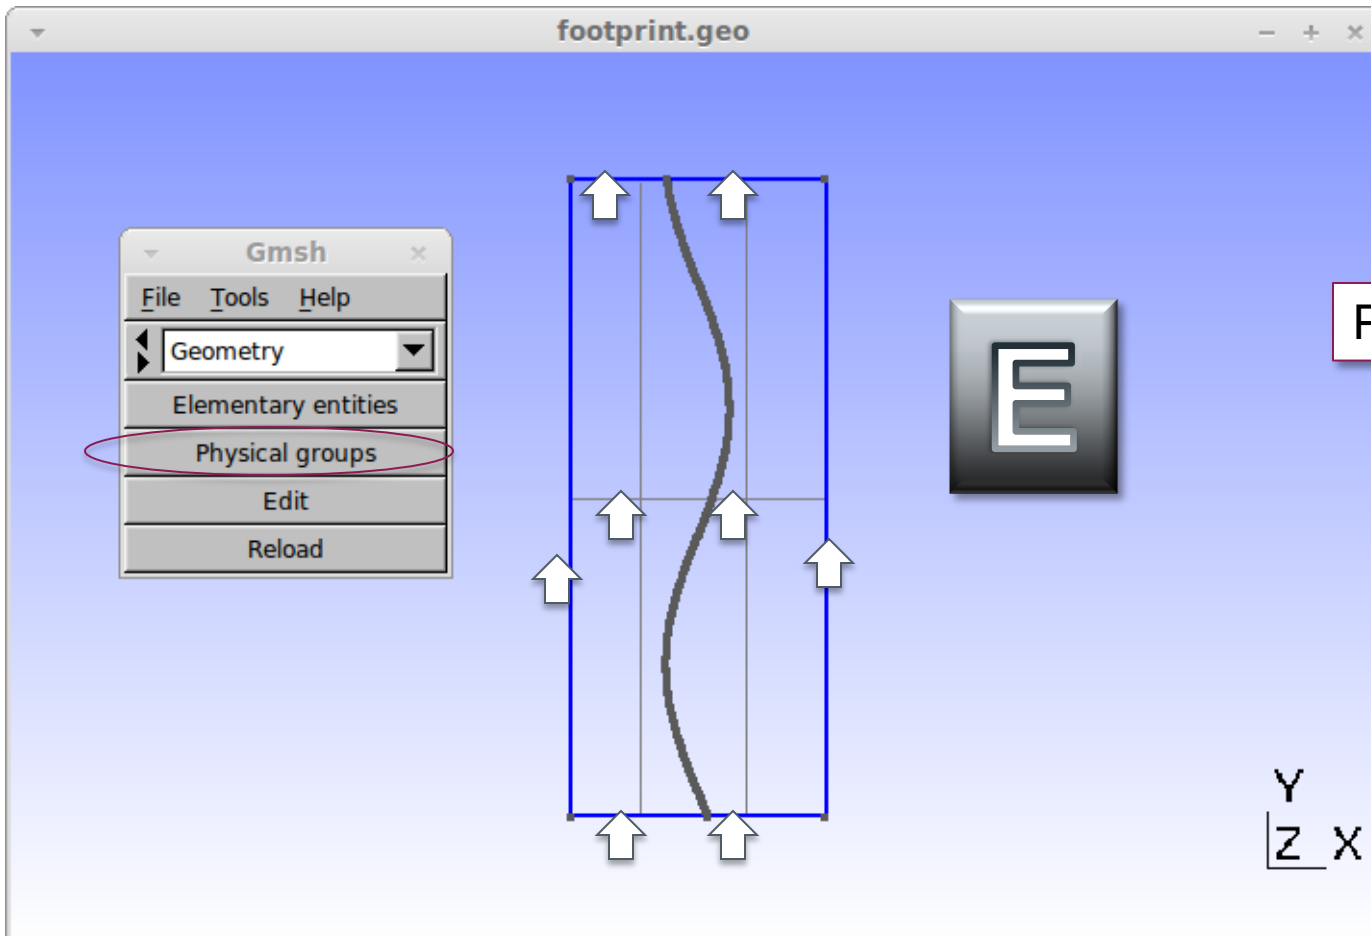 footprint.geo
Gmsh
File Tools Help
Geometry
Elementary entities
Physical groups
Edit
Reload
E
Y
Z X